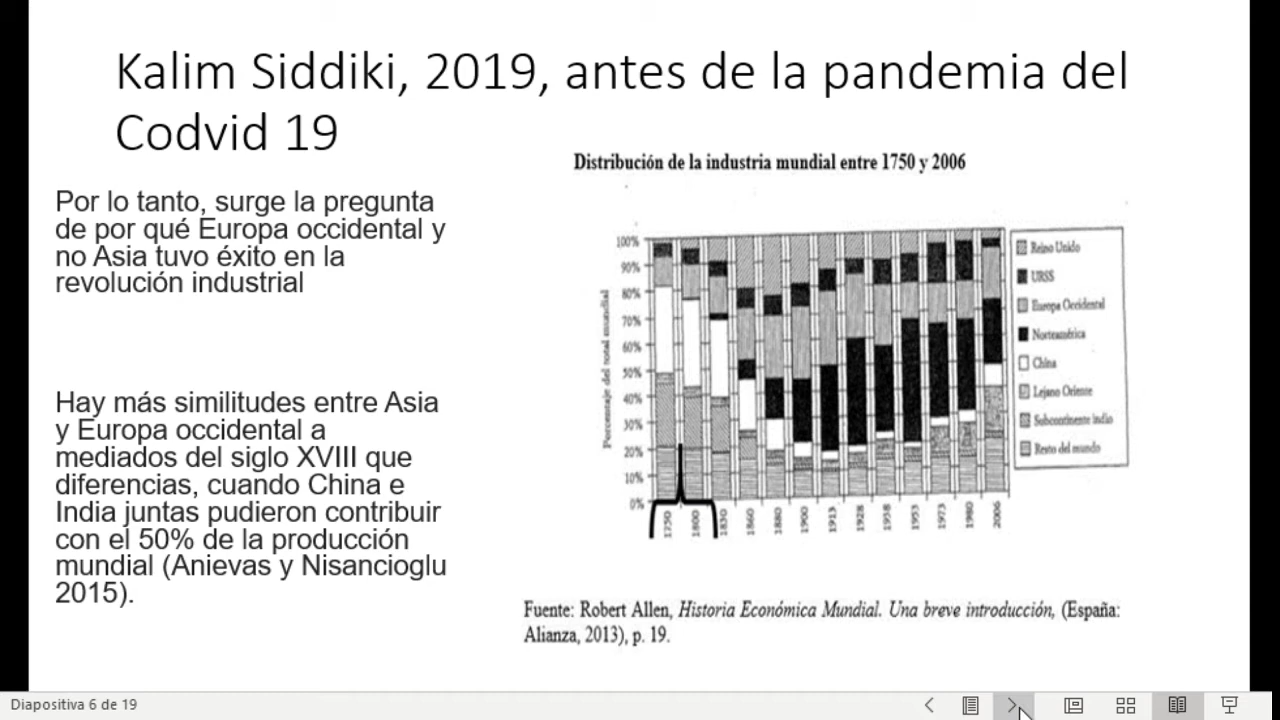 Kalim Siddiki, 2019, antes de la pandemia del
Codvid 19
Por lo tanto, surge la pregunta
de por qué Europa occidental y
no Asia tuvo éxito en la
revolución industrial
Hay más similitudes entre Asia
y Europa occidental a
mediados del siglo XVIII que
diferencias, cuando China e
India juntas pudieron contribuir
con el 50% de la producción
mundial (Anievas y Nisancioglu
2015).
Distribución de la industria mundial entre 1750 y 2006
Porcentaje del total mundial
100%
90%
80%
70%
60%
50%
40%
30%
20%
10%
0%
1750
1800
1830
1860
1880
1900
1913
1928
1938
1953
1973
1980
2006
Reino Unido
URSS
Europa Occidental
Norteamérica
China
Lejano Oriente
Subcontinente indio
Resto del mundo
Fuente: Robert Allen, Historia Económica Mundial. Una breve introducción, (España:
Alianza, 2013), p. 19.
Diapositiva 6 de 19